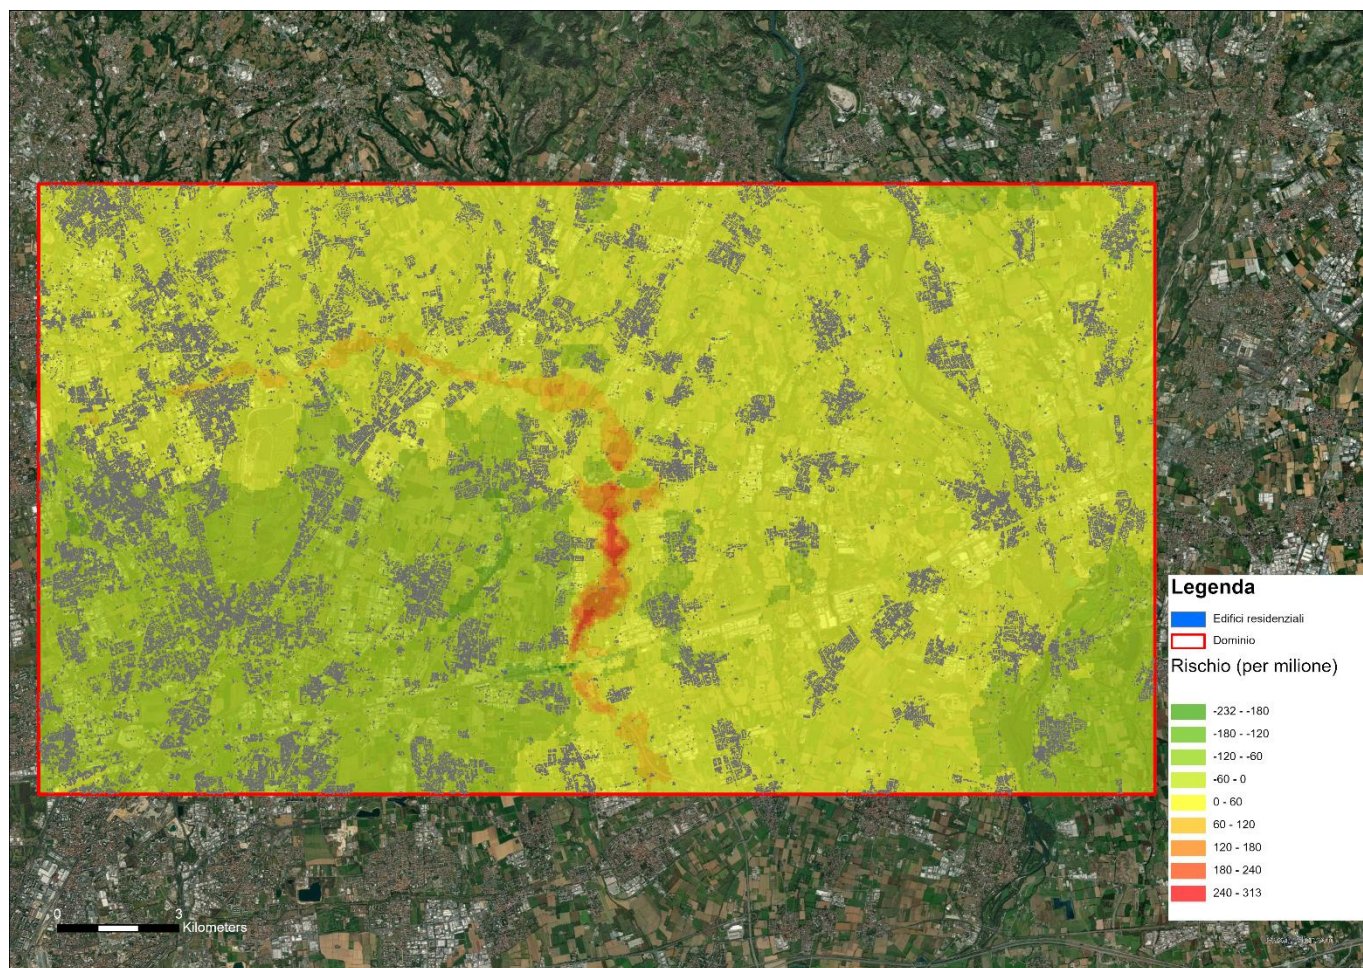 Legenda
Edifici residenziali
Dominio
Rischio (per milione)
-232 - -180
-180 - -120
-120 - -60
-60 - 0
0 - 60
60 - 120
120 - 180
180 - 240
240 - 313
0 3
Kilometers